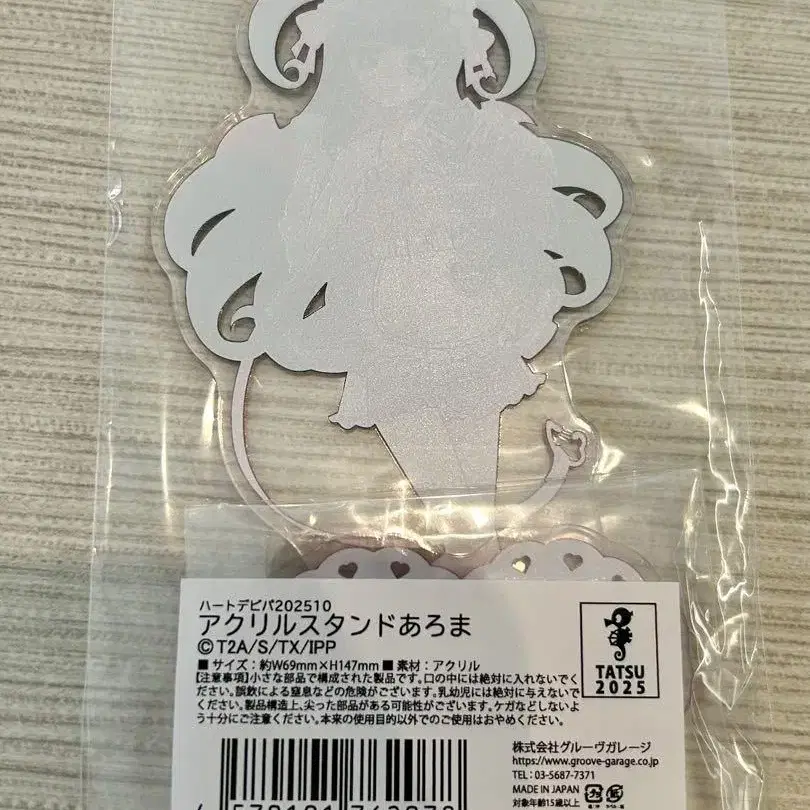 ハートデビパ202510
アクリルスタンドあろま
©T2A/S/TX/IPP
■サイズ：約W69mm×H147mm■素材：アクリル
【注意事項】小さな部品で構成された製品です。口の中には絶対に入れないでく
ださい。誤飲による窒息などの危険がございます。乳幼児には絶対に与えないで
ください。製品構造上、尖った部品がある可能性がございます。ケガなどしないよ
う十分にご注意ください。本来の使用目的以外でのご使用はおやめください。
TATSU
2025
株式会社グルーヴガレージ
https://www.groove-garage.co.jp
TEL：03-5687-7371
MADE IN JAPAN
対象年齢15歳以上